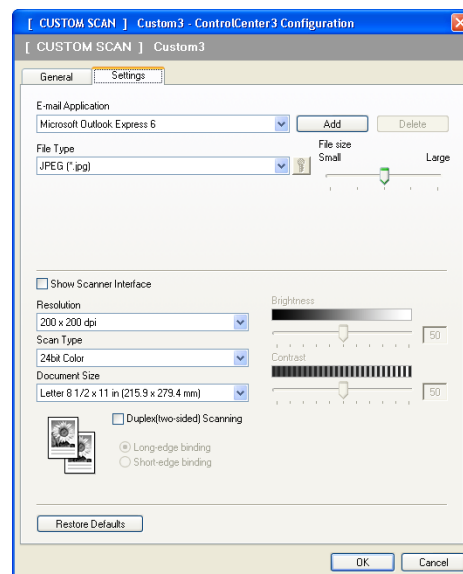 [ CUSTOM SCAN ] Custom3 - ControlCenter3 Configuration
[ CUSTOM SCAN ] Custom3
General Settings
E-mail Application
Microsoft Outlook Express 6 Add Delete
File Type File size
Small Large
JPEG (*.jpg)
Show Scanner Interface
Resolution Brightness
200 x 200 dpi 50
Scan Type
24bit Color Contrast
Document Size
Letter 8 1/2 x 11 in (215.9 x 279.4 mm) 50
Duplex(two-sided) Scanning
Long-edge binding
Short-edge binding
Restore Defaults
OK Cancel